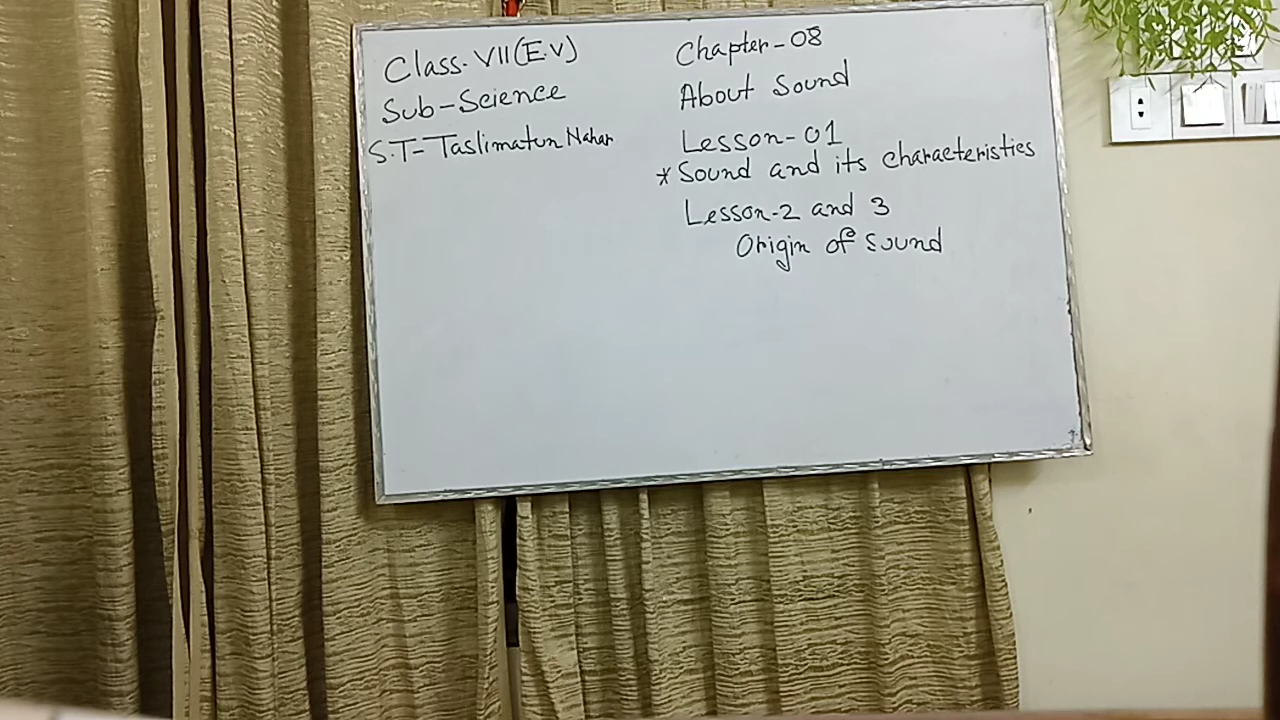 Class-VII(E.V)
Sub-Science
S.T-Taslimatun Nahar
Chapter-08
About Sound
Lesson-01
*Sound and its characteristies
Lesson-2 and 3
Origin of Sound